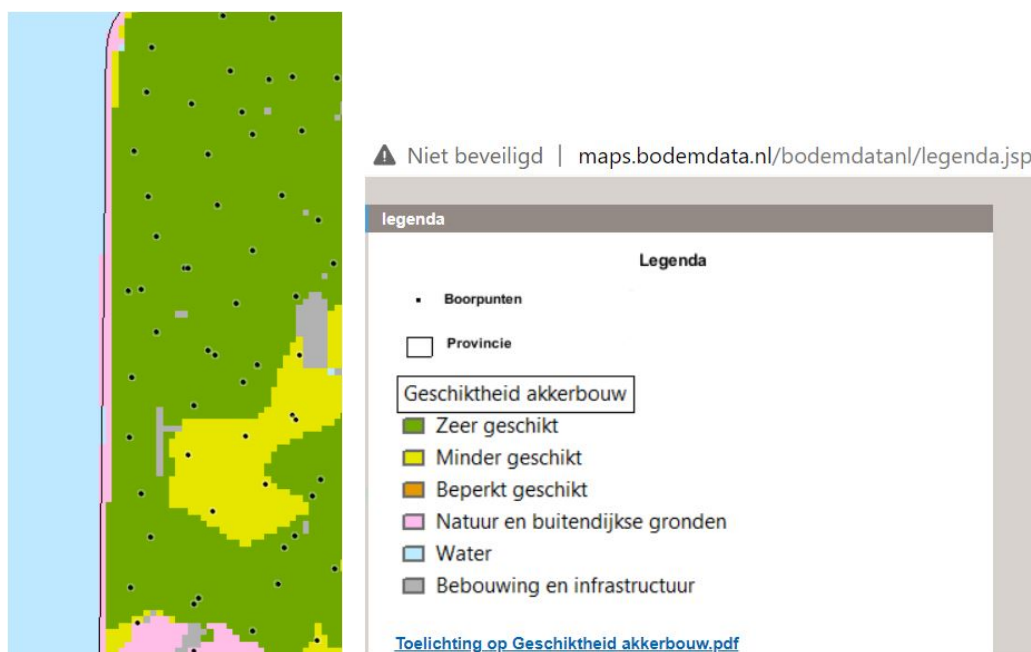 Niet beveiligd | maps.bodemdata.nl/bodemdatanl/legenda.jsp
legenda
Legenda
Boorpunten
Provincie
Geschiktheid akkerbouw
Zeer geschikt
Minder geschikt
Beperkt geschikt
Natuur en buitendijkse gronden
Water
Bebouwing en infrastructuur
Toelichting op Geschiktheid akkerbouw.pdf